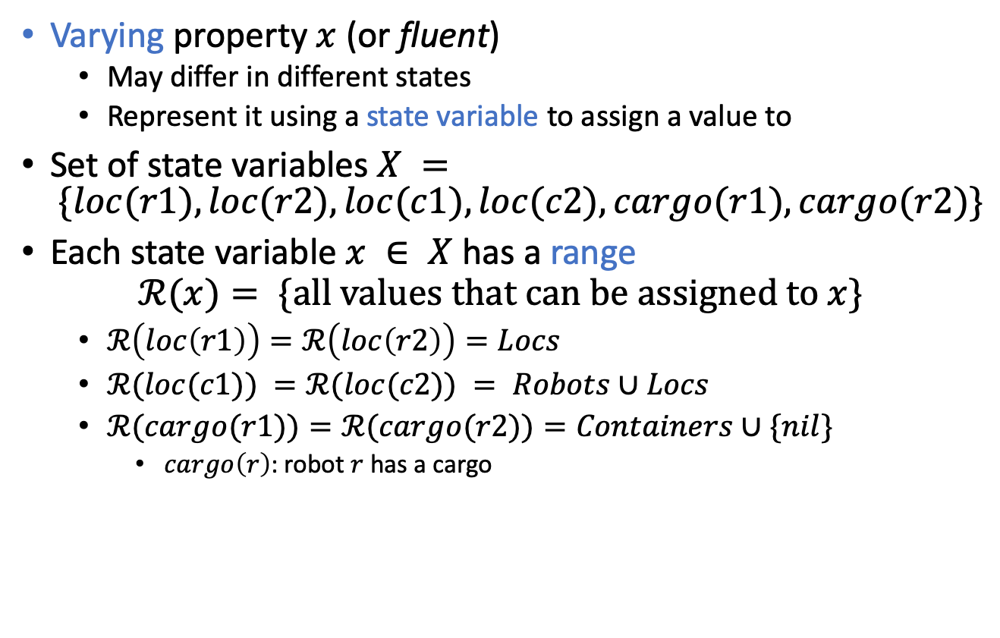 • Varying property 𝑥 (or fluent)
• May differ in different states
• Represent it using a state variable to assign a value to
• Set of state variables 𝑋 =
{𝑙𝑜𝑐(𝑟1), 𝑙𝑜𝑐(𝑟2), 𝑙𝑜𝑐(𝑐1), 𝑙𝑜𝑐(𝑐2), 𝑐𝑎𝑟𝑔𝑜(𝑟1), 𝑐𝑎𝑟𝑔𝑜(𝑟2)}
• Each state variable 𝑥 ∈ 𝑋 has a range
ℛ(𝑥) = {all values that can be assigned to 𝑥}
• ℛ(𝑙𝑜𝑐(𝑟1)) = ℛ(𝑙𝑜𝑐(𝑟2)) = 𝐿𝑜𝑐𝑠
• ℛ(𝑙𝑜𝑐(𝑐1)) = ℛ(𝑙𝑜𝑐(𝑐2)) = 𝑅𝑜𝑏𝑜𝑡𝑠 ∪ 𝐿𝑜𝑐𝑠
• ℛ(𝑐𝑎𝑟𝑔𝑜(𝑟1)) = ℛ(𝑐𝑎𝑟𝑔𝑜(𝑟2)) = 𝐶𝑜𝑛𝑡𝑎𝑖𝑛𝑒𝑟𝑠 ∪ {𝑛𝑖𝑙}
• 𝑐𝑎𝑟𝑔𝑜(𝑟): robot 𝑟 has a cargo